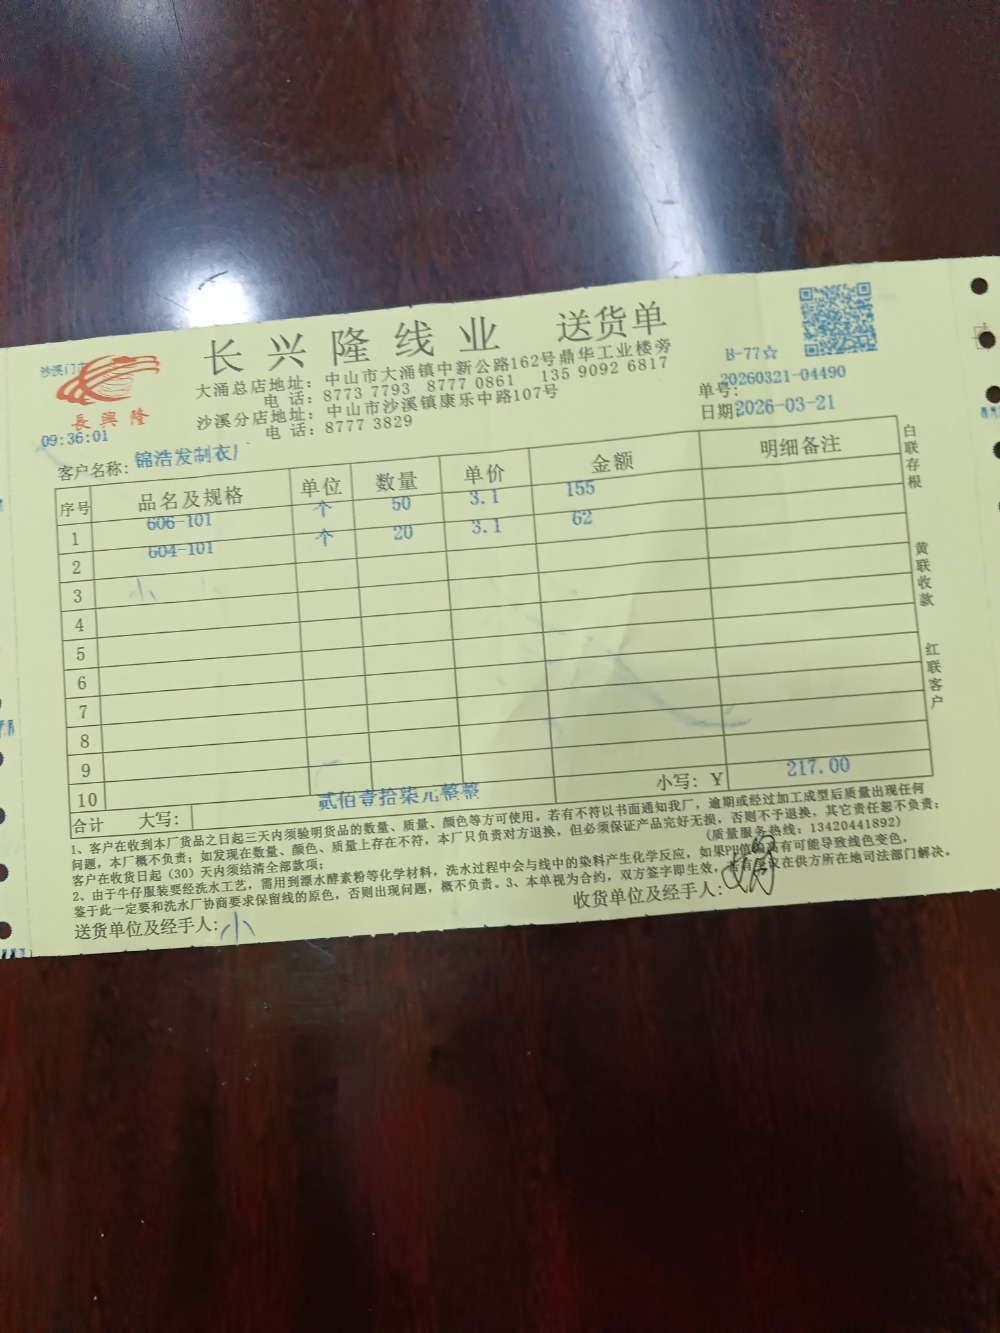 沙溪门市
長興隆
09:36:01
长兴隆线业 送货单
大涌总店地址：中山市大涌镇中新公路162号鼎华工业楼旁
电话：8773 7793 8777 0861 135 9092 6817
沙溪分店地址：中山市沙溪镇康乐中路107号
电话：8777 3829
B-77☆
单号：20260321-04490
日期：2026-03-21
客户名称：锦浩发制衣厂
序号 品名及规格 单位 数量 单价 金额 明细备注
1 606-101 个 50 3.1 155
2 604-101 个 20 3.1 62
3 小
4
5
6
7
8
9
10
合计 大写：贰佰壹拾柒元整整 小写：¥ 217.00
1、客户在收到本厂货品之日起三天内须验明货品的数量、质量、颜色等方可使用。若有不符以书面通知我厂，逾期或经过加工成型后质量出现任何
问题，本厂概不负责；如发现在数量、颜色、质量上存在不符，本厂只负责对方退换，但必须保证产品完好无损，否则不予退换，其它责任恕不负责；
客户在收货日起（30）天内须结清全部款项； （质量服务热线：13420441892）
2、由于牛仔服装要经洗水工艺，需用到漂水酵素粉等化学材料，洗水过程中会与线中的染料产生化学反应，如果PH值偏高有可能导致线色变色，
鉴于此一定要和洗水厂协商要求保留线的原色，否则出现问题，概不负责。3、本单视为合约，双方签字即生效，若有争议在供方所在地司法部门解决。
送货单位及经手人：小 收货单位及经手人：
白联存根
黄联收款
红联客户